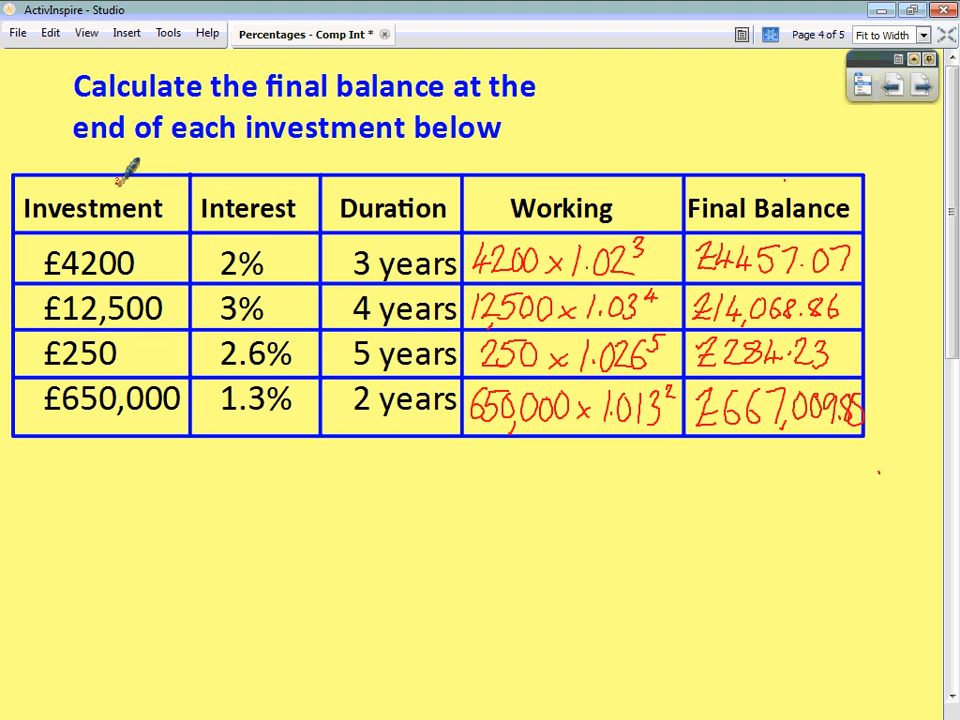 ActivInspire - Studio
File Edit View Insert Tools Help Percentages - Comp Int * Page 4 of 5 Fit to Width
Calculate the final balance at the
end of each investment below
Investment Interest Duration Working Final Balance
£4200 2% 3 years 4200 × 1.02³ £4457.07
£12,500 3% 4 years 12,500 × 1.03⁴ £14,068.86
£250 2.6% 5 years 250 × 1.026⁵ £284.23
£650,000 1.3% 2 years 650,000 × 1.013² £667,009.85